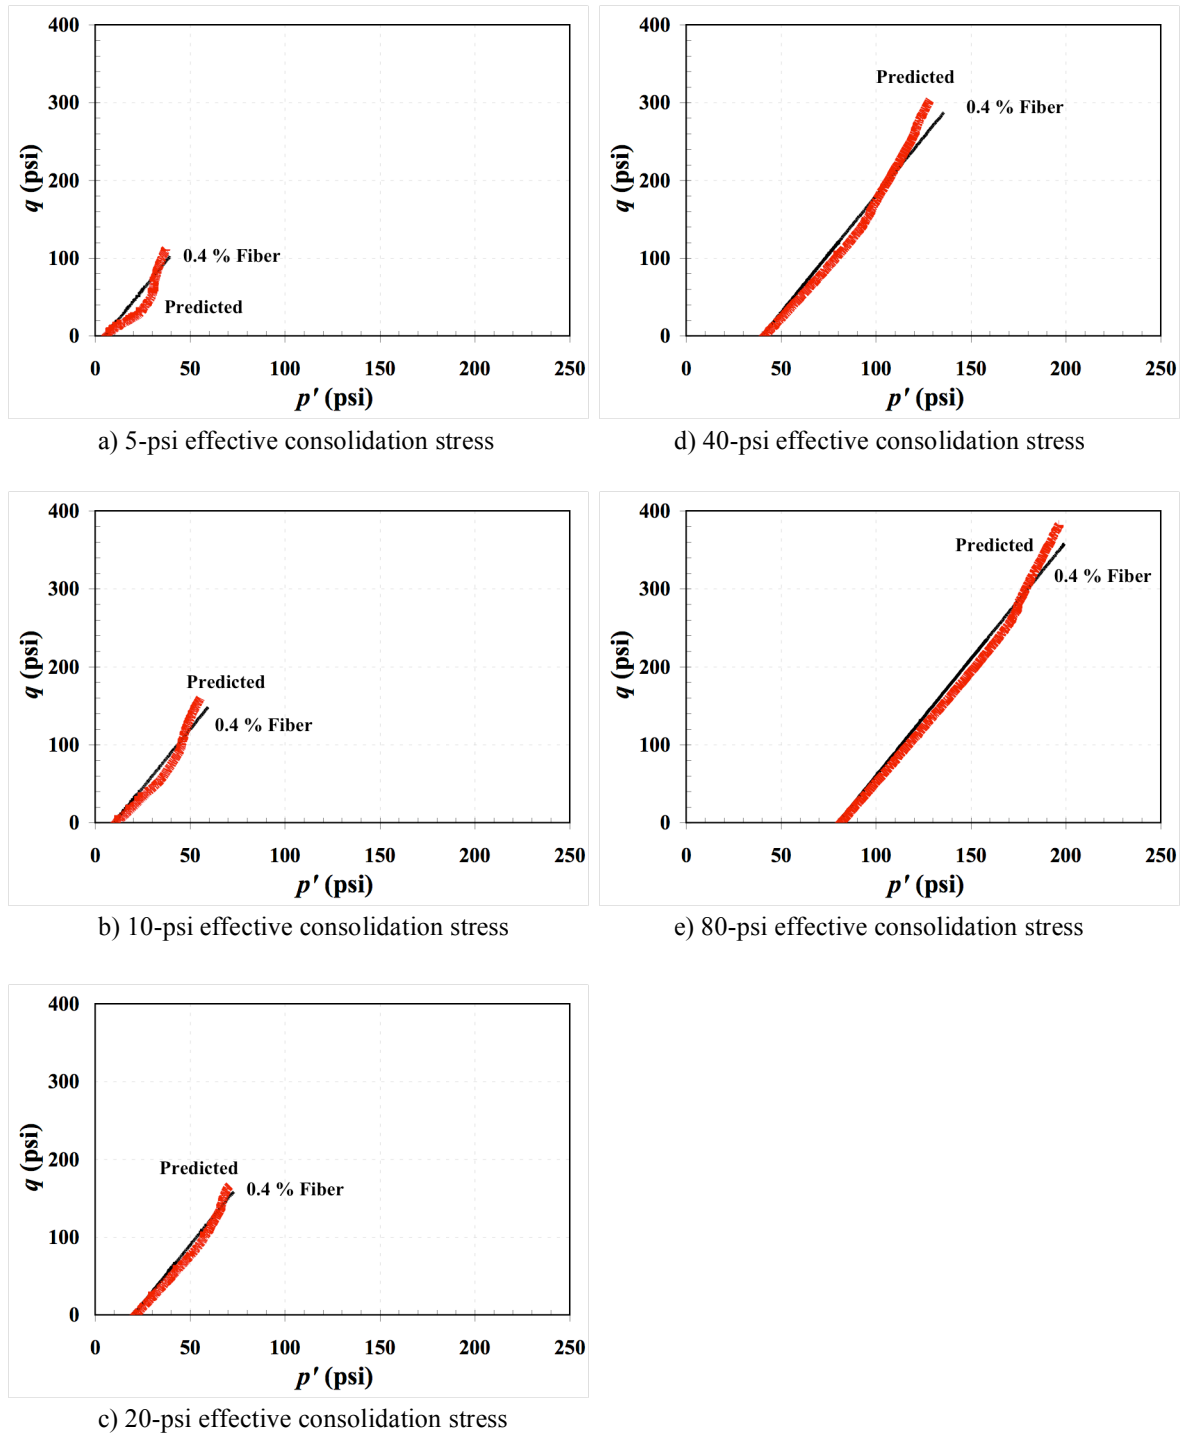 400
300
200
100
0
q (psi)
0.4 % Fiber
Predicted
0 50 100 150 200 250
p' (psi)
a) 5-psi effective consolidation stress
400
300
200
100
0
q (psi)
Predicted
0.4 % Fiber
0 50 100 150 200 250
p' (psi)
d) 40-psi effective consolidation stress
400
300
200
100
0
q (psi)
Predicted
0.4 % Fiber
0 50 100 150 200 250
p' (psi)
b) 10-psi effective consolidation stress
400
300
200
100
0
q (psi)
Predicted
0.4 % Fiber
0 50 100 150 200 250
p' (psi)
e) 80-psi effective consolidation stress
400
300
200
100
0
q (psi)
Predicted
0.4 % Fiber
0 50 100 150 200 250
p' (psi)
c) 20-psi effective consolidation stress